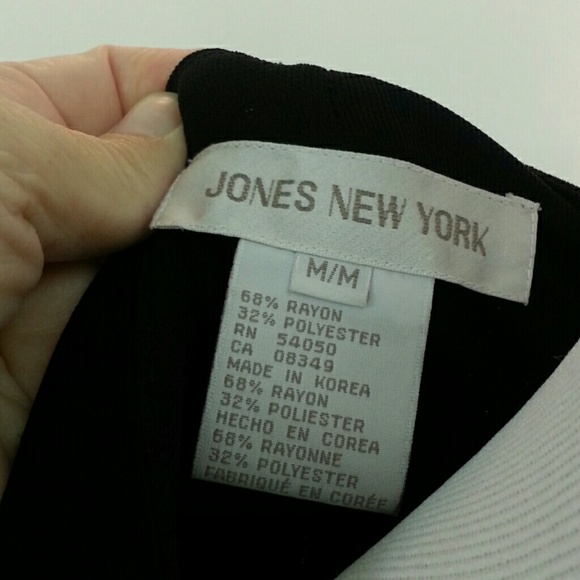 JONES NEW YORK
M/M
68% RAYON
32% POLYESTER
RN 54050
CA 08349
MADE IN KOREA
68% RAYON
32% POLIESTER
HECHO EN COREA
68% RAYONNE
32% POLYESTER
FABRIQUÉ EN CORÉE